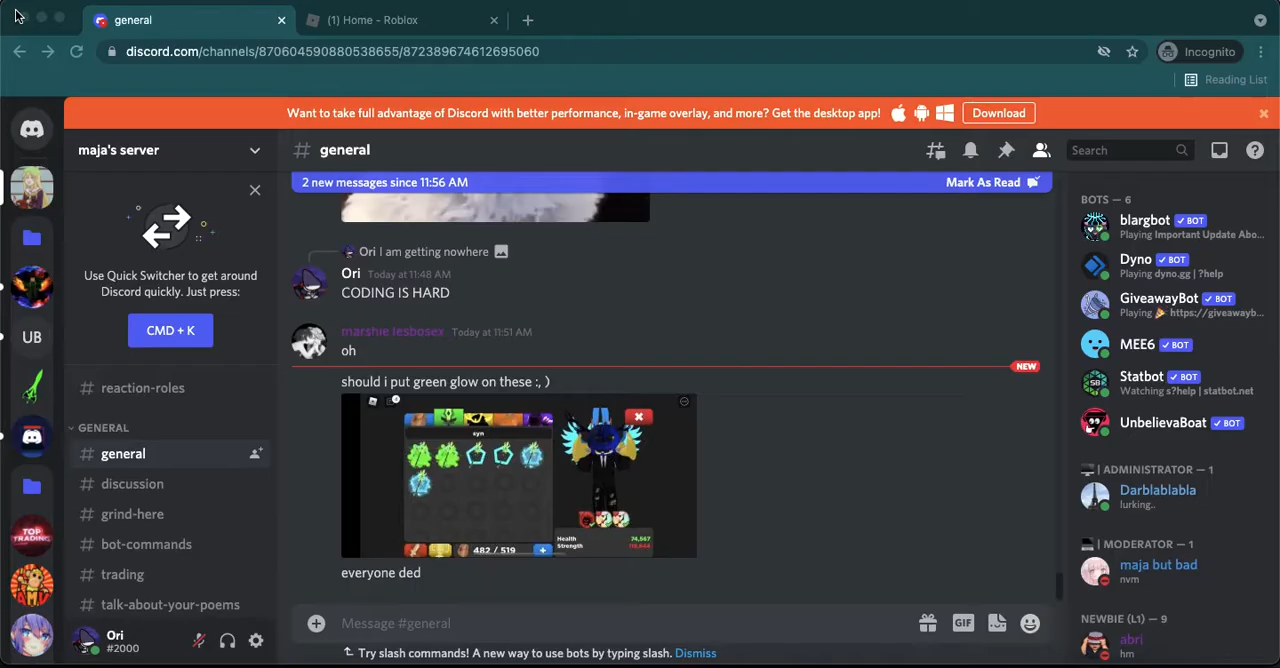 general
(1) Home - Roblox
discord.com/channels/870604590880538655/872389674612695060
Incognito
Reading List
Want to take full advantage of Discord with better performance, in-game overlay, and more? Get the desktop app!
Download
maja's server
general
Search
2 new messages since 11:56 AM
Mark As Read
Use Quick Switcher to get around
Discord quickly. Just press:
CMD + K
reaction-roles
GENERAL
general
discussion
grind-here
bot-commands
trading
talk-about-your-poems
UB
TOP
TRADING
AMV
Ori
#2000
Ori I am getting nowhere
Ori Today at 11:48 AM
CODING IS HARD
marshie lesbosex Today at 11:51 AM
oh
NEW
should i put green glow on these :, )
syn
482 / 519
Health 74,567
Strength
everyone ded
Message #general
GIF
Try slash commands! A new way to use bots by typing slash. Dismiss
BOTS — 6
blargbot BOT
Playing Important Update Abo...
Dyno BOT
Playing dyno.gg | ?help
GiveawayBot BOT
Playing 🎉 https://giveawayb...
MEE6 BOT
Statbot BOT
Watching s?help | statbot.net
UnbelievaBoat BOT
| ADMINISTRATOR — 1
Darblablabla
lurking..
| MODERATOR — 1
maja but bad
nvm
NEWBIE (L1) — 9
abri
hm